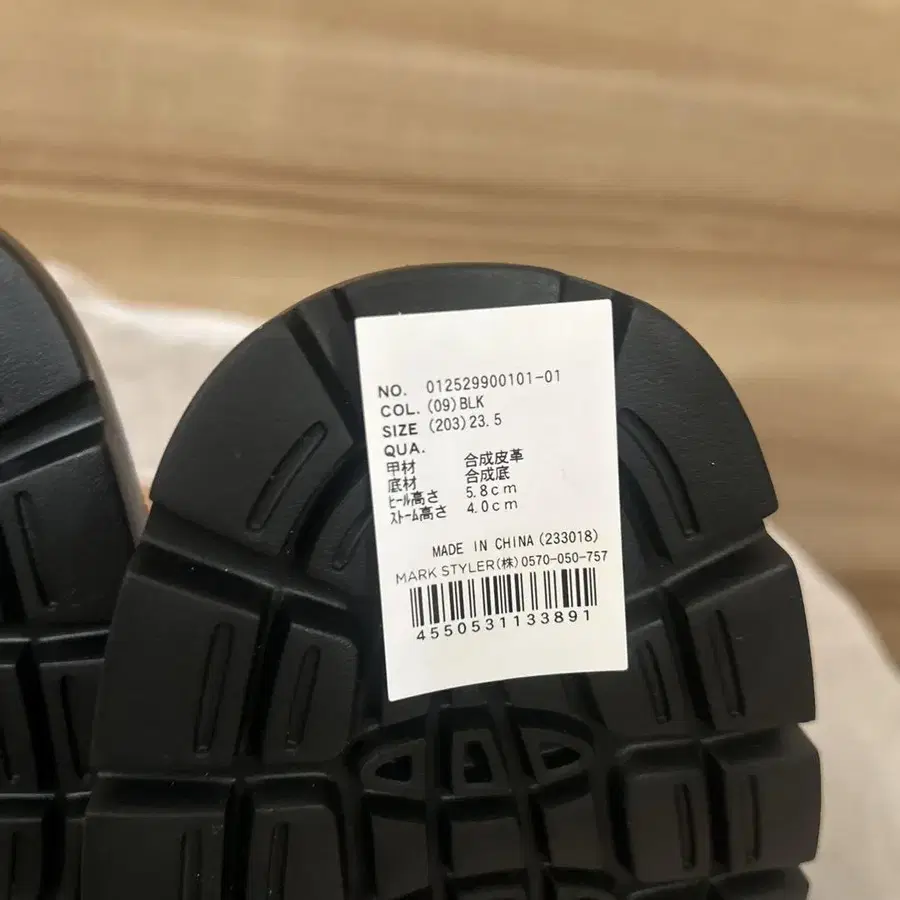 NO. 012529900101-01
COL. (09)BLK
SIZE (203)23.5
QUA.
甲材 合成皮革
底材 合成底
ﾋｰﾙ高さ 5.8cm
ｽﾄｰﾑ高さ 4.0cm
MADE IN CHINA(233018)
MARK STYLER(株)0570-050-757
4550531133891